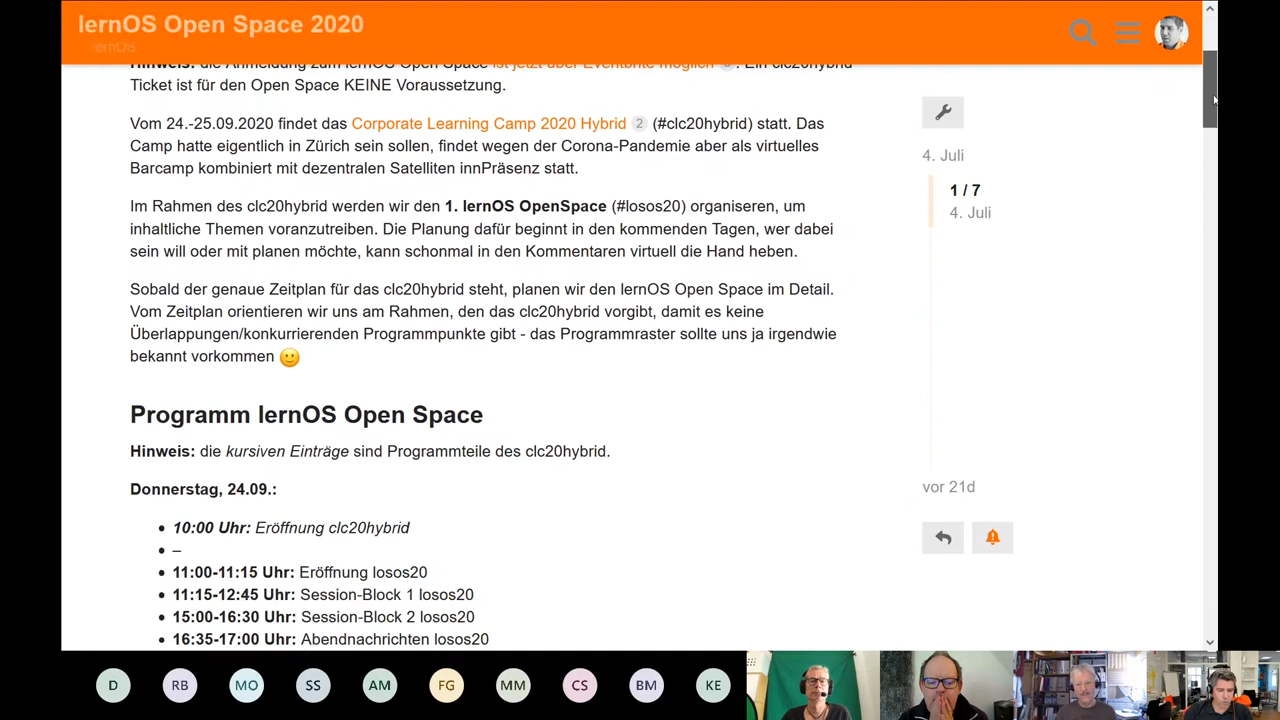 lernOS Open Space 2020
lernOS
Hinweis: die Anmeldung zum lernOS Open Space ist jetzt über Eventbrite möglich. Ein clc20hybrid
Ticket ist für den Open Space KEINE Voraussetzung.
Vom 24.-25.09.2020 findet das Corporate Learning Camp 2020 Hybrid 2 (#clc20hybrid) statt. Das
Camp hatte eigentlich in Zürich sein sollen, findet wegen der Corona-Pandemie aber als virtuelles
Barcamp kombiniert mit dezentralen Satelliten innPräsenz statt.
Im Rahmen des clc20hybrid werden wir den 1. lernOS OpenSpace (#losos20) organiseren, um
inhaltliche Themen voranzutreiben. Die Planung dafür beginnt in den kommenden Tagen, wer dabei
sein will oder mit planen möchte, kann schonmal in den Kommentaren virtuell die Hand heben.
Sobald der genaue Zeitplan für das clc20hybrid steht, planen wir den lernOS Open Space im Detail.
Vom Zeitplan orientieren wir uns am Rahmen, den das clc20hybrid vorgibt, damit es keine
Überlappungen/konkurrierenden Programmpunkte gibt - das Programmraster sollte uns ja irgendwie
bekannt vorkommen 🙂
Programm lernOS Open Space
Hinweis: die kursiven Einträge sind Programmteile des clc20hybrid.
Donnerstag, 24.09.:
• 10:00 Uhr: Eröffnung clc20hybrid
• –
• 11:00-11:15 Uhr: Eröffnung losos20
• 11:15-12:45 Uhr: Session-Block 1 losos20
• 15:00-16:30 Uhr: Session-Block 2 losos20
• 16:35-17:00 Uhr: Abendnachrichten losos20
4. Juli
1 / 7
4. Juli
vor 21d
D RB MO SS AM FG MM CS BM KE